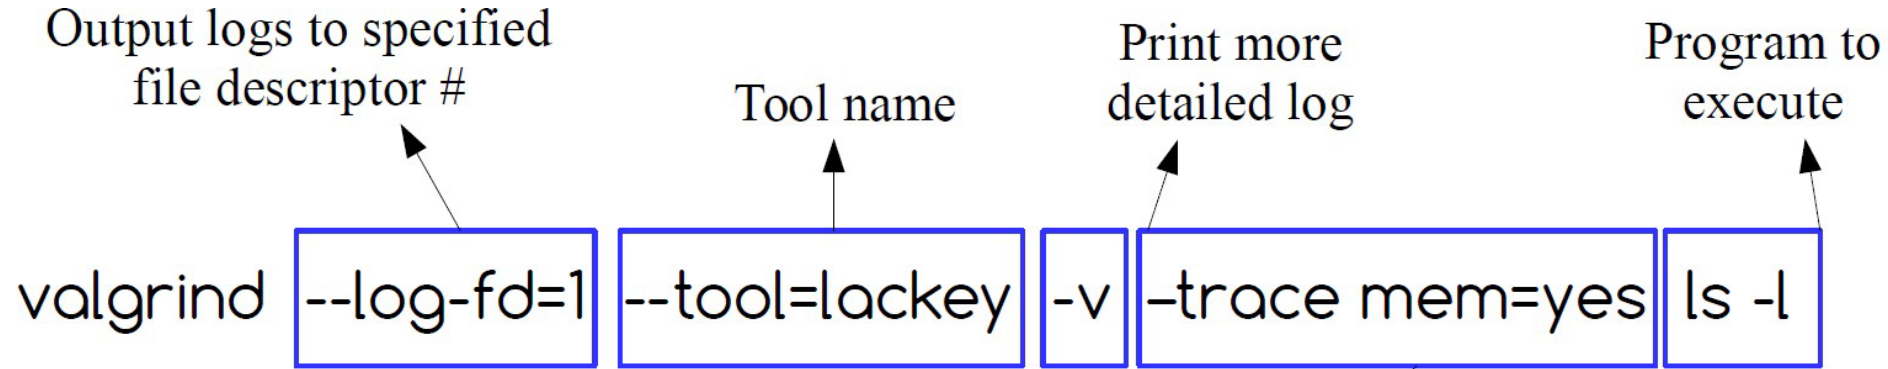 Output logs to specified
file descriptor #
Tool name
Print more
detailed log
Program to
execute
valgrind --log-fd=1 --tool=lackey -v –trace mem=yes ls -l